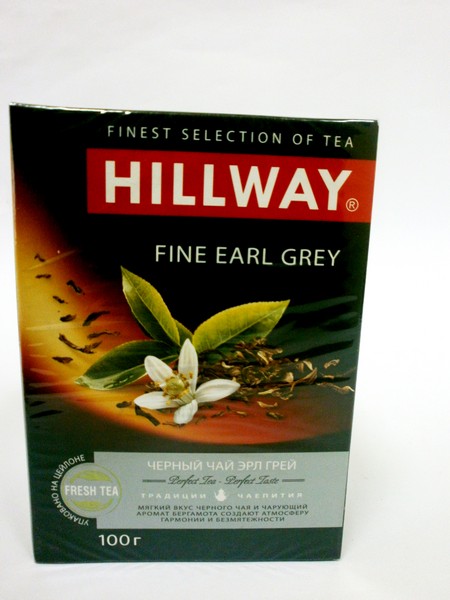 FINEST SELECTION OF TEA
HILLWAY®
FINE EARL GREY
ЧЕРНЫЙ ЧАЙ ЭРЛ ГРЕЙ
Perfect Tea - Perfect Taste
ТРАДИЦИИ ЧАЕПИТИЯ
МЯГКИЙ ВКУС ЧЕРНОГО ЧАЯ И ЧАРУЮЩИЙ
АРОМАТ БЕРГАМОТА СОЗДАЮТ АТМОСФЕРУ
ГАРМОНИИ И БЕЗМЯТЕЖНОСТИ
УПАКОВАНО НА ЦЕЙЛОНЕ
FRESH TEA
100 г